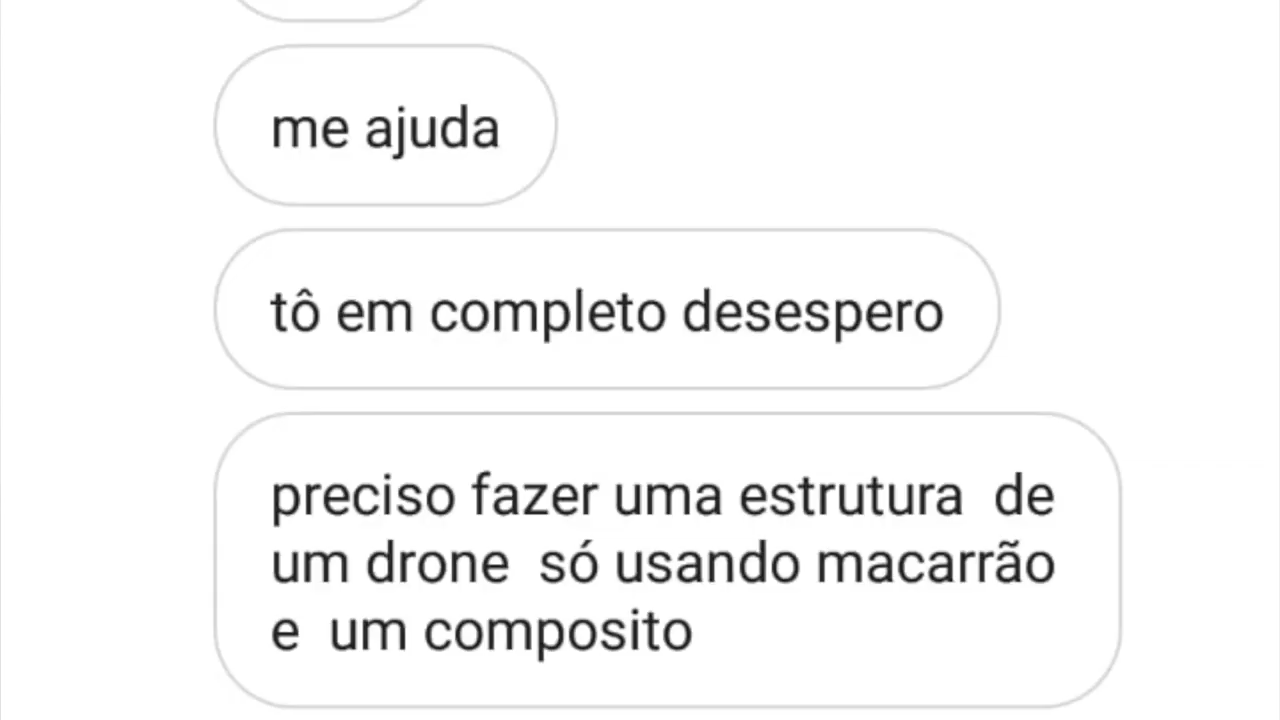 me ajuda
tô em completo desespero
preciso fazer uma estrutura  de
um drone  só usando macarrão
e  um composito